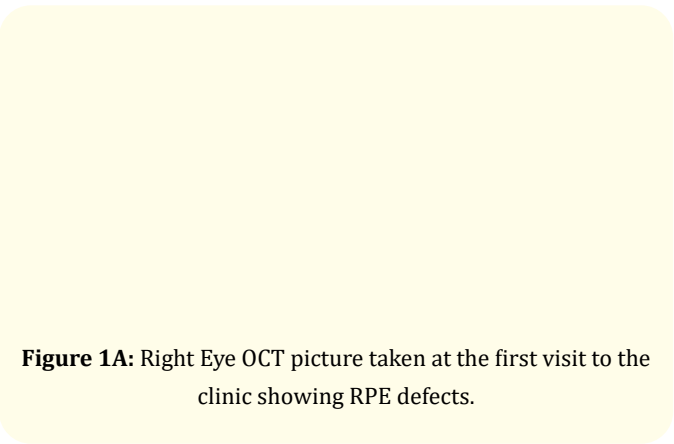 Figure 1A: Right Eye OCT picture taken at the first visit to the
clinic showing RPE defects.